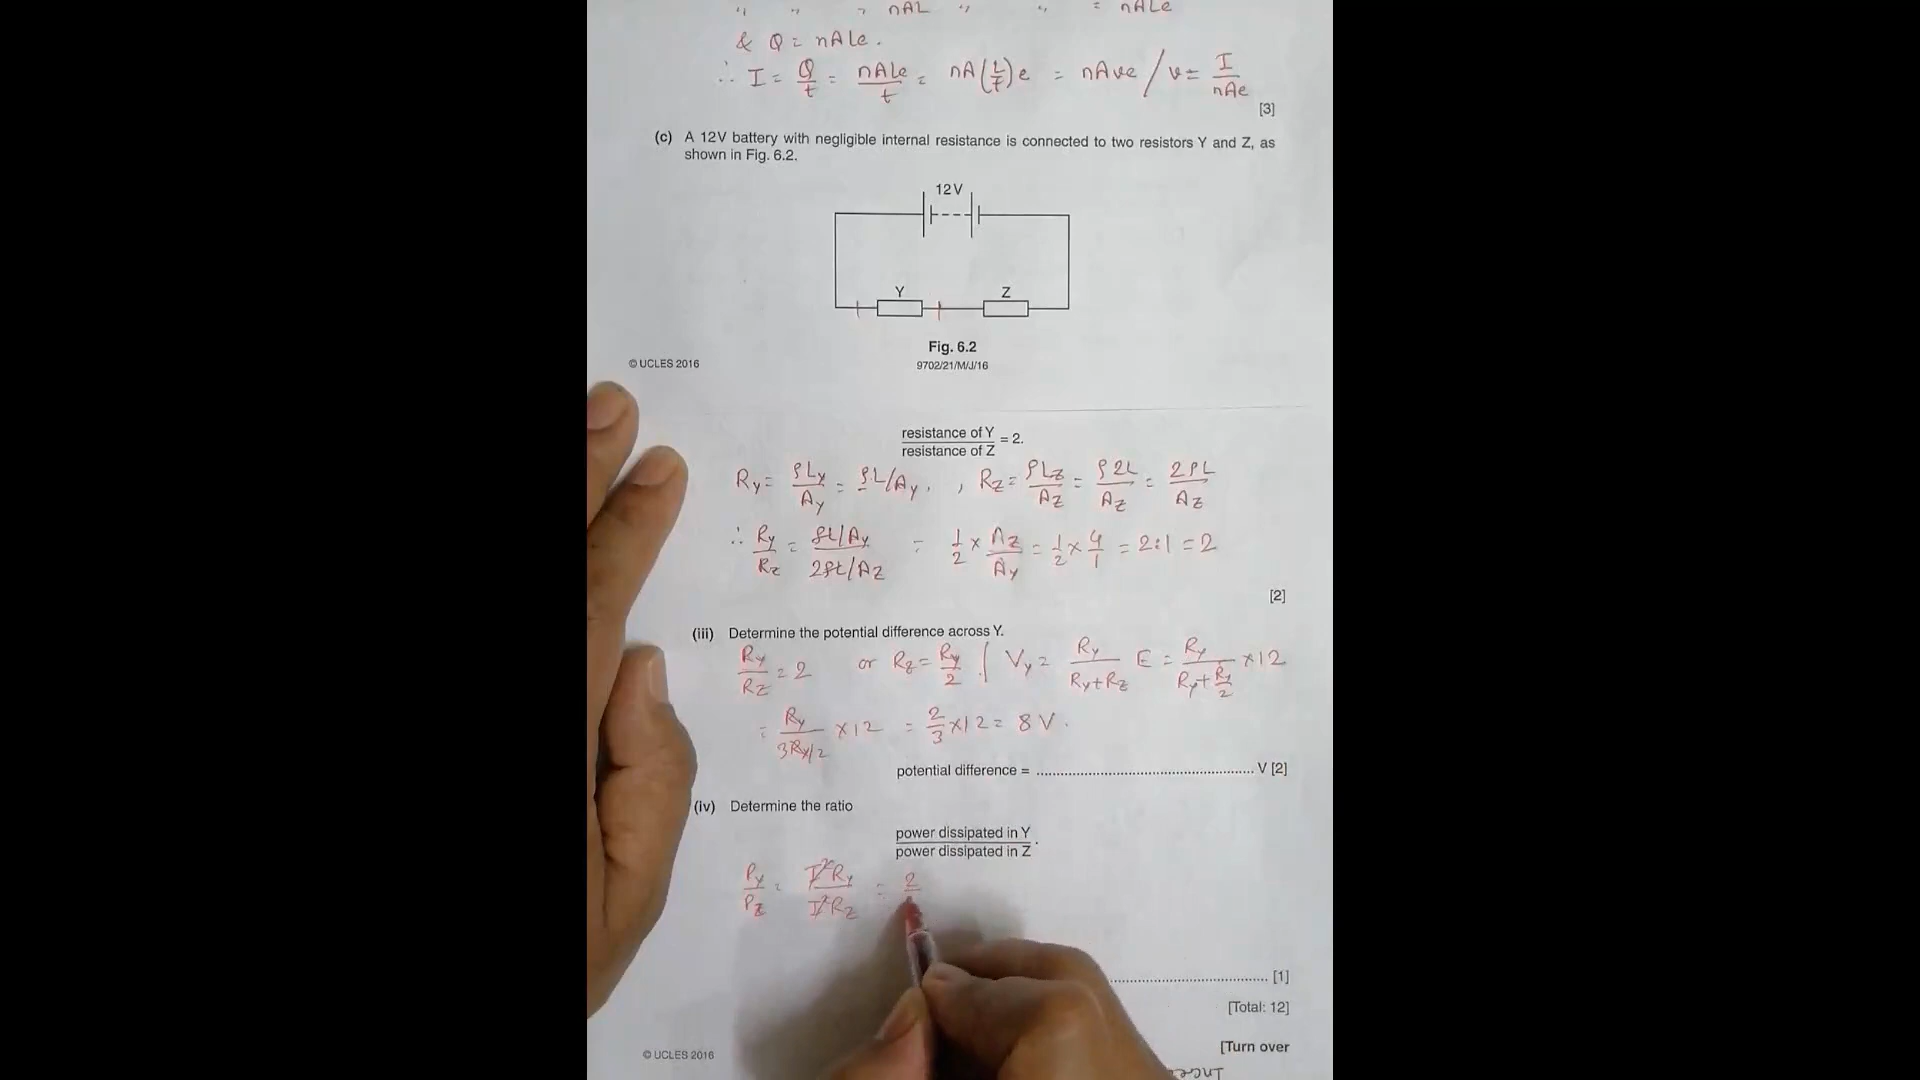 " " , nAL " " = nALe
& Q = nALe.
∴ I = Q/t = nALe/t = nA(L/t)e = nAve / v = I/nAe
[3]
(c) A 12V battery with negligible internal resistance is connected to two resistors Y and Z, as
shown in Fig. 6.2.
12V
Y Z
Fig. 6.2
© UCLES 2016
9702/21/M/J/16
resistance of Y
resistance of Z = 2.
Ry = ρLy/Ay = ρL/Ay. , Rz = ρLz/Az = ρ2L/Az = 2ρL/Az
∴ Ry/Rz = ρL/Ay / 2ρL/Az = 1/2 × Az/Ay = 1/2 × 4/1 = 2:1 = 2
[2]
(iii) Determine the potential difference across Y.
Ry/Rz = 2 or Rz = Ry/2 / Vy = Ry/Ry+Rz E = Ry/Ry+Ry/2 ×12
= Ry/3Ry/2 ×12 = 2/3 ×12 = 8 V.
potential difference = ...................................................... V [2]
(iv) Determine the ratio
power dissipated in Y
power dissipated in Z .
Py/Pz = I²Ry/I²Rz = 2
...................................... [1]
[Total: 12]
© UCLES 2016
[Turn over